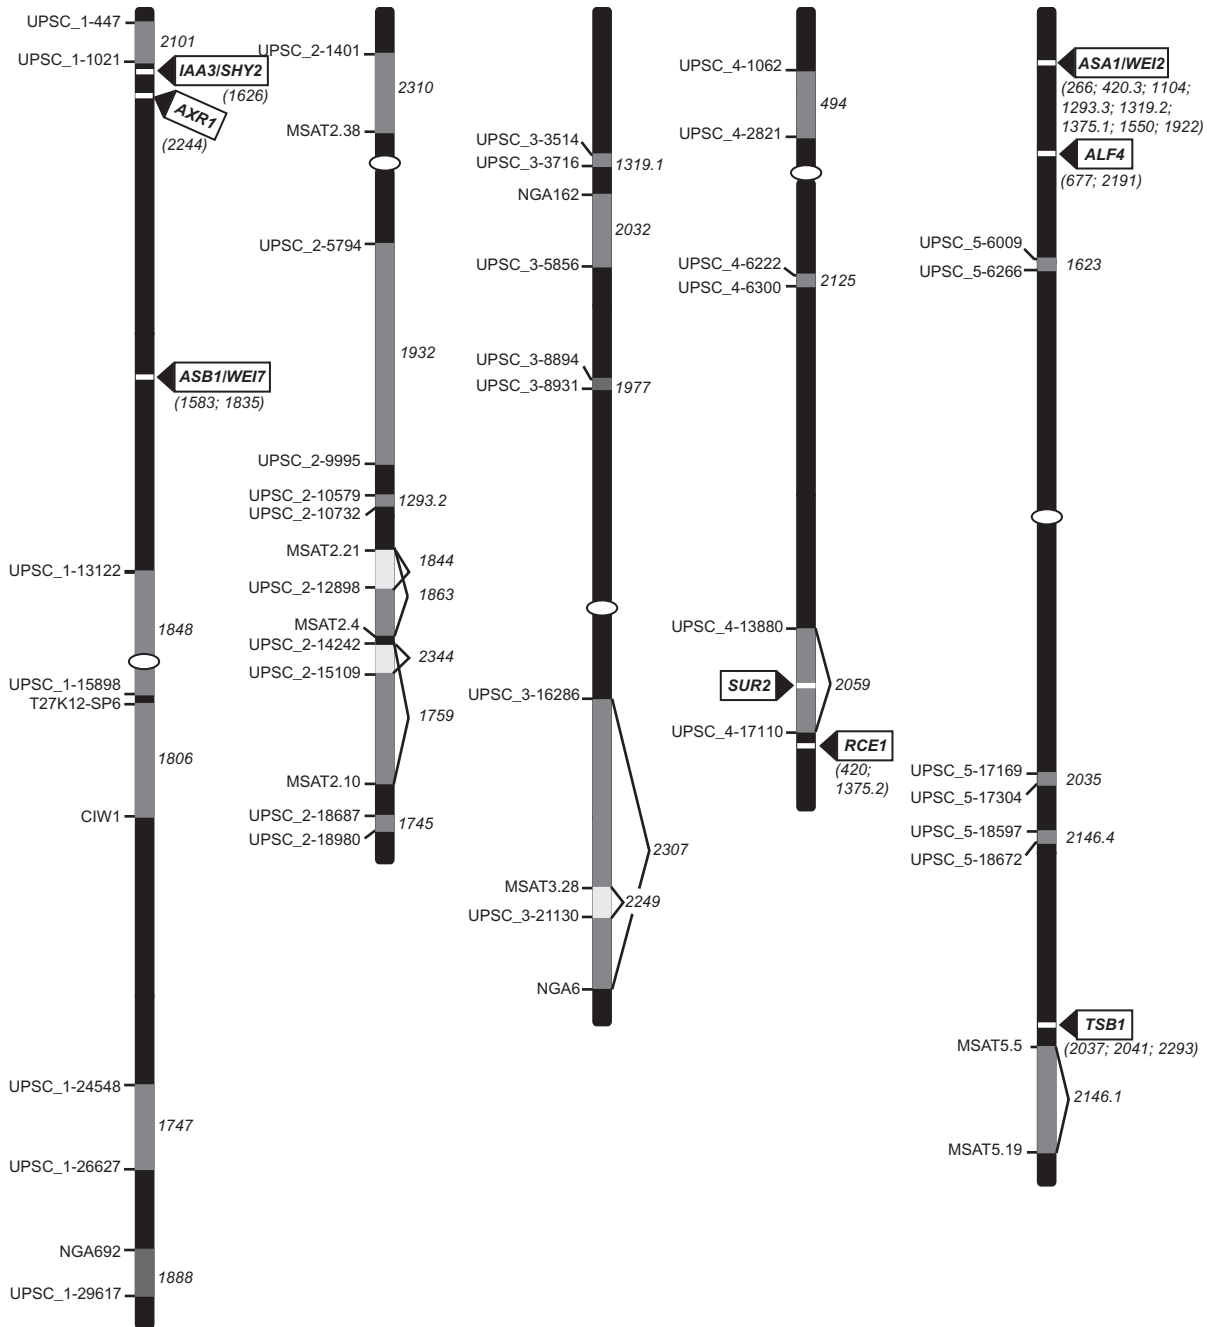 UPSC_1-447
2101
UPSC_1-1021
IAA3/SHY2
(1626)
AXR1
(2244)
ASB1/WEI7
(1583; 1835)
UPSC_1-13122
1848
UPSC_1-15898
T27K12-SP6
1806
CIW1
UPSC_1-24548
1747
UPSC_1-26627
NGA692
1888
UPSC_1-29617
UPSC_2-1401
2310
MSAT2.38
UPSC_2-5794
1932
UPSC_2-9995
UPSC_2-10579
1293.2
UPSC_2-10732
MSAT2.21
1844
UPSC_2-12898
1863
MSAT2.4
UPSC_2-14242
2344
UPSC_2-15109
1759
MSAT2.10
UPSC_2-18687
1745
UPSC_2-18980
UPSC_3-3514
UPSC_3-3716
1319.1
NGA162
2032
UPSC_3-5856
UPSC_3-8894
UPSC_3-8931
1977
UPSC_3-16286
2307
MSAT3.28
2249
UPSC_3-21130
NGA6
UPSC_4-1062
494
UPSC_4-2821
UPSC_4-6222
2125
UPSC_4-6300
UPSC_4-13880
SUR2
2059
UPSC_4-17110
RCE1
(420;
1375.2)
ASA1/WEI2
(266; 420.3; 1104;
1293.3; 1319.2;
1375.1; 1550; 1922)
ALF4
(677; 2191)
UPSC_5-6009
1623
UPSC_5-6266
UPSC_5-17169
2035
UPSC_5-17304
UPSC_5-18597
2146.4
UPSC_5-18672
TSB1
(2037; 2041; 2293)
MSAT5.5
2146.1
MSAT5.19